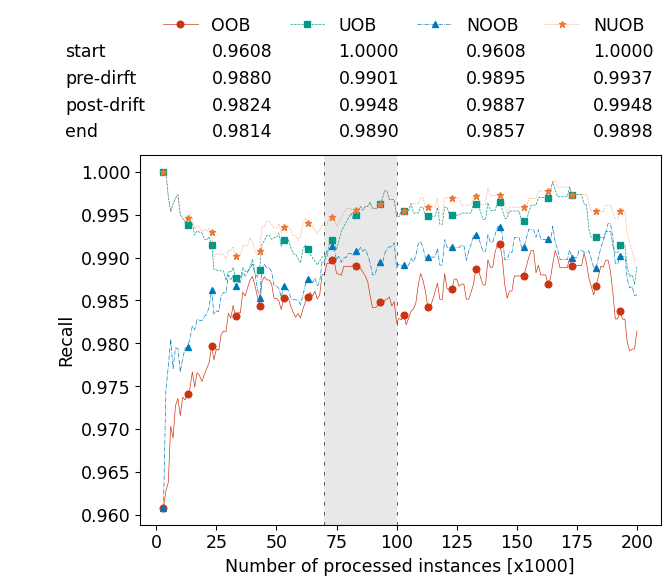 OOB UOB NOOB NUOB
start 0.9608 1.0000 0.9608 1.0000
pre-dirft 0.9880 0.9901 0.9895 0.9937
post-drift 0.9824 0.9948 0.9887 0.9948
end 0.9814 0.9890 0.9857 0.9898
1.000
0.995
0.990
0.985
0.980
0.975
0.970
0.965
0.960
Recall
0 25 50 75 100 125 150 175 200
Number of processed instances [x1000]